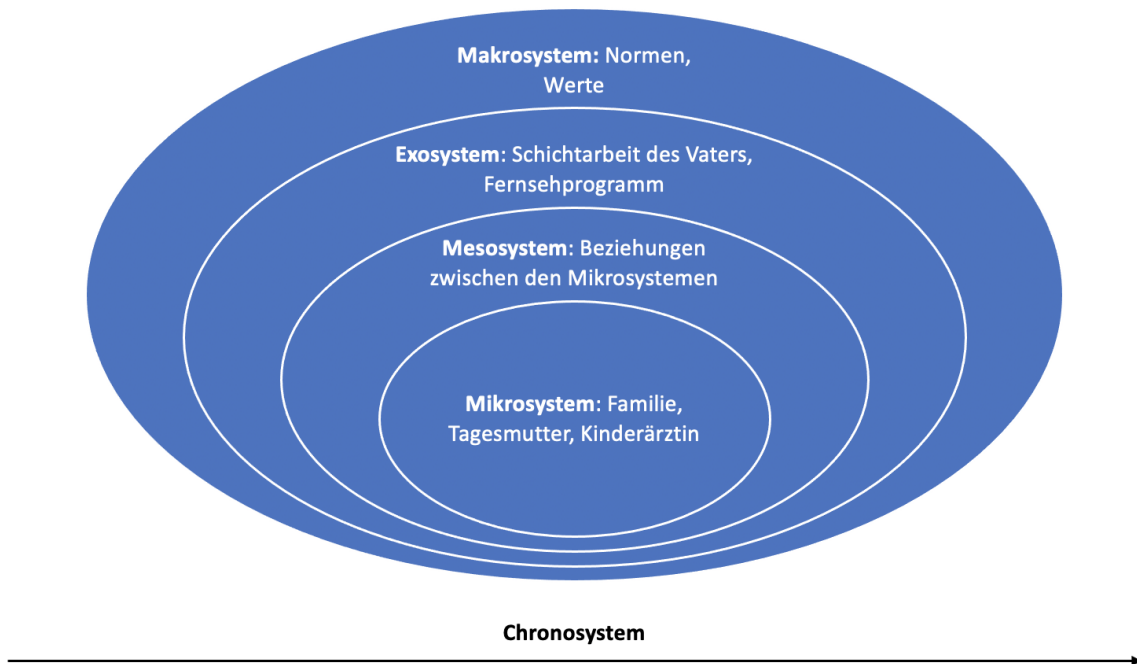 Makrosystem: Normen,
Werte
Exosystem: Schichtarbeit des Vaters,
Fernsehprogramm
Mesosystem: Beziehungen
zwischen den Mikrosystemen
Mikrosystem: Familie,
Tagesmutter, Kinderärztin
Chronosystem